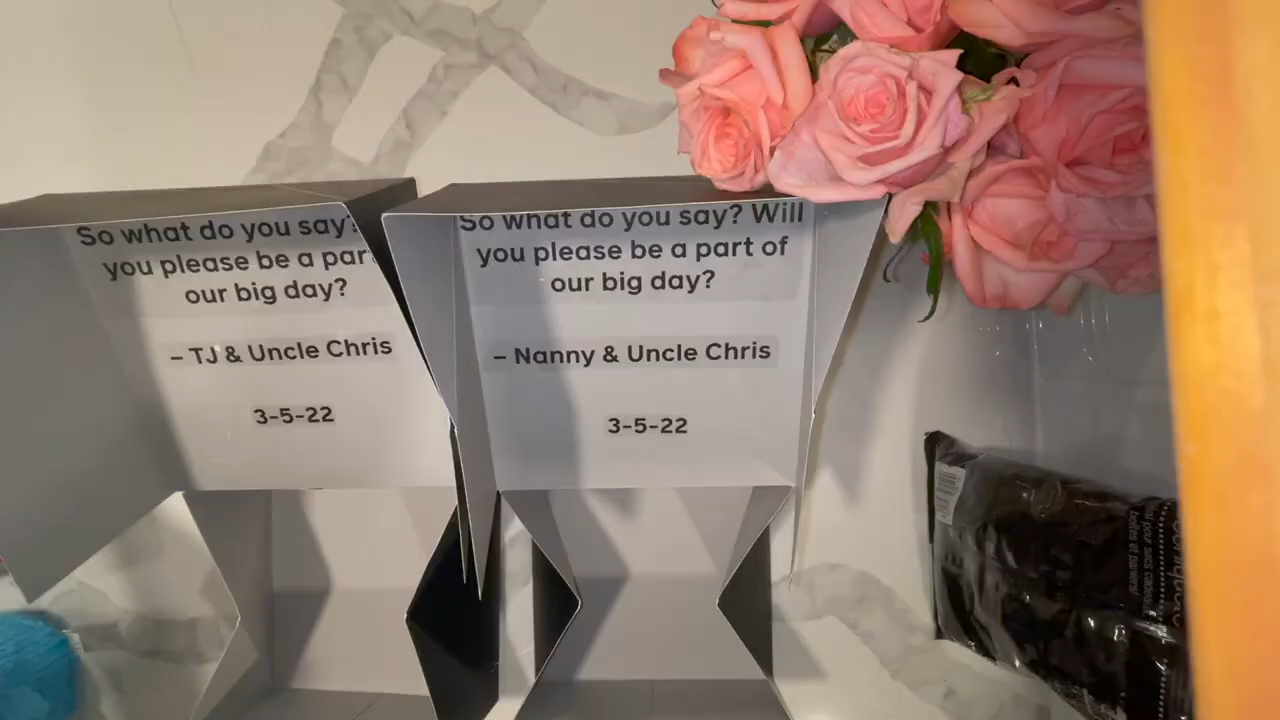 So what do you say?
you please be a par
our big day?
– TJ & Uncle Chris
3-5-22
So what do you say? Will
you please be a part of
our big day?
– Nanny & Uncle Chris
3-5-22